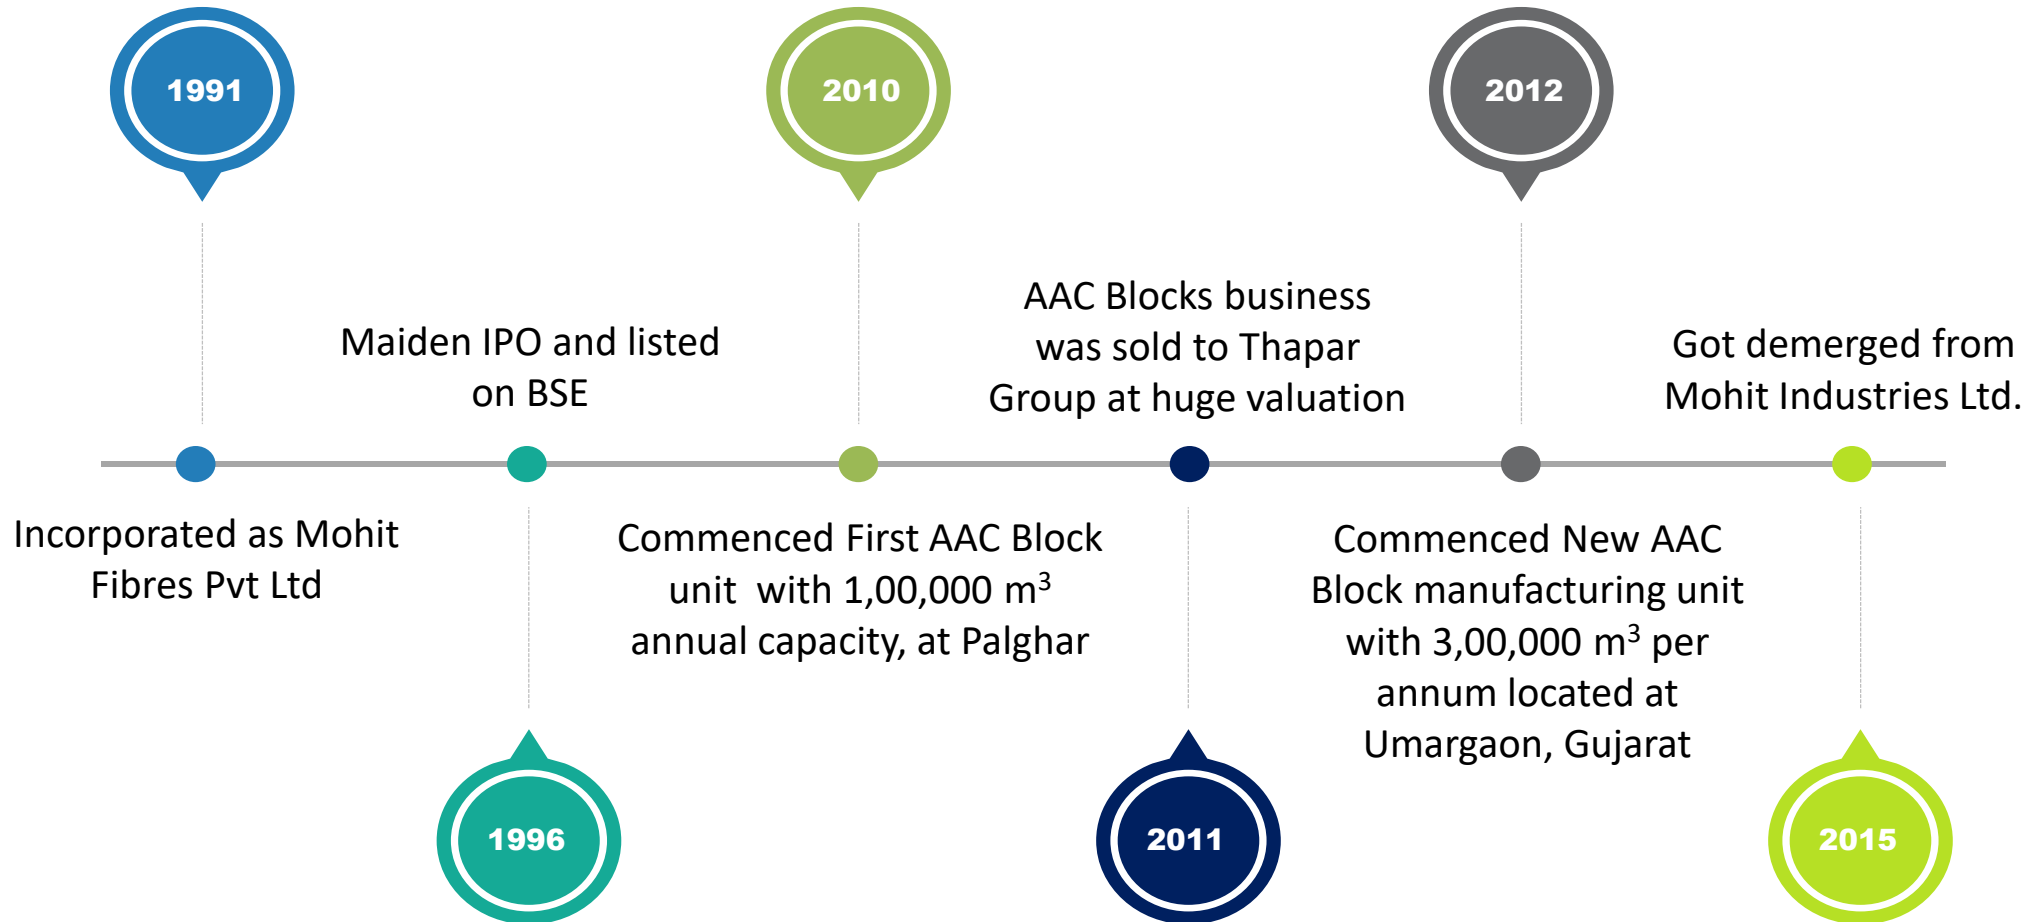 1991
Incorporated as Mohit
Fibres Pvt Ltd
Maiden IPO and listed
on BSE
1996
2010
Commenced First AAC Block
unit with 1,00,000 m³
annual capacity, at Palghar
AAC Blocks business
was sold to Thapar
Group at huge valuation
2011
2012
Commenced New AAC
Block manufacturing unit
with 3,00,000 m³ per
annum located at
Umargaon, Gujarat
Got demerged from
Mohit Industries Ltd.
2015